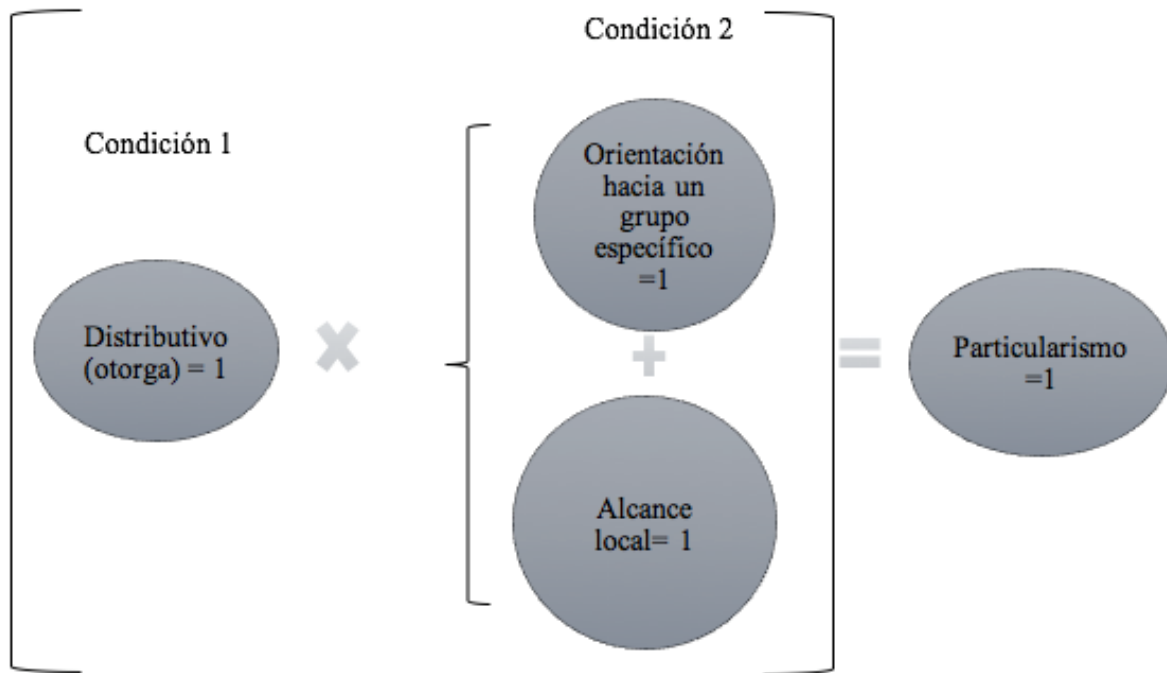 Condición 1
Distributivo
(otorga) = 1
Condición 2
Orientación
hacia un
grupo
específico
=1
+
Alcance
local= 1
=
Particularismo
=1